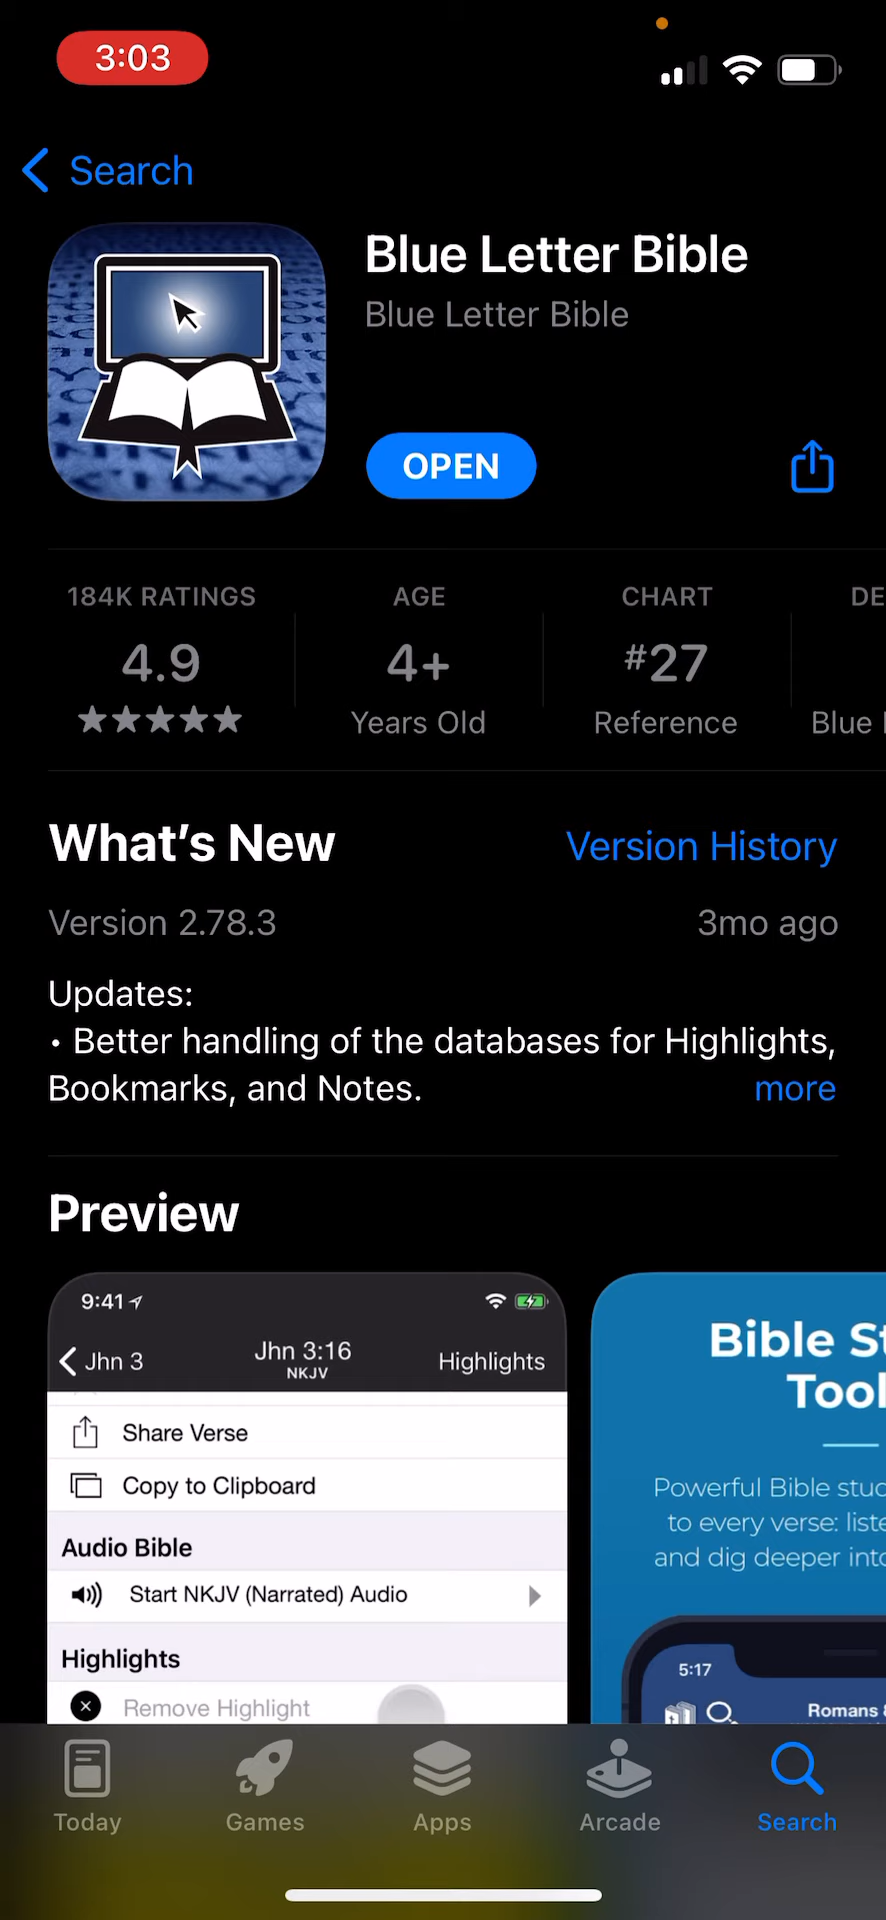 3:03
Search
Blue Letter Bible
Blue Letter Bible
OPEN
184K RATINGS
4.9
AGE
4+
Years Old
CHART
#27
Reference
DE
Blue
What's New
Version History
Version 2.78.3
3mo ago
Updates:
• Better handling of the databases for Highlights,
Bookmarks, and Notes.
more
Preview
9:41
Jhn 3
Jhn 3:16
NKJV
Highlights
Share Verse
Copy to Clipboard
Audio Bible
Start NKJV (Narrated) Audio
Highlights
Remove Highlight
Bible St
Tool
Powerful Bible stud
to every verse: liste
and dig deeper into
5:17
Romans 8
Today
Games
Apps
Arcade
Search